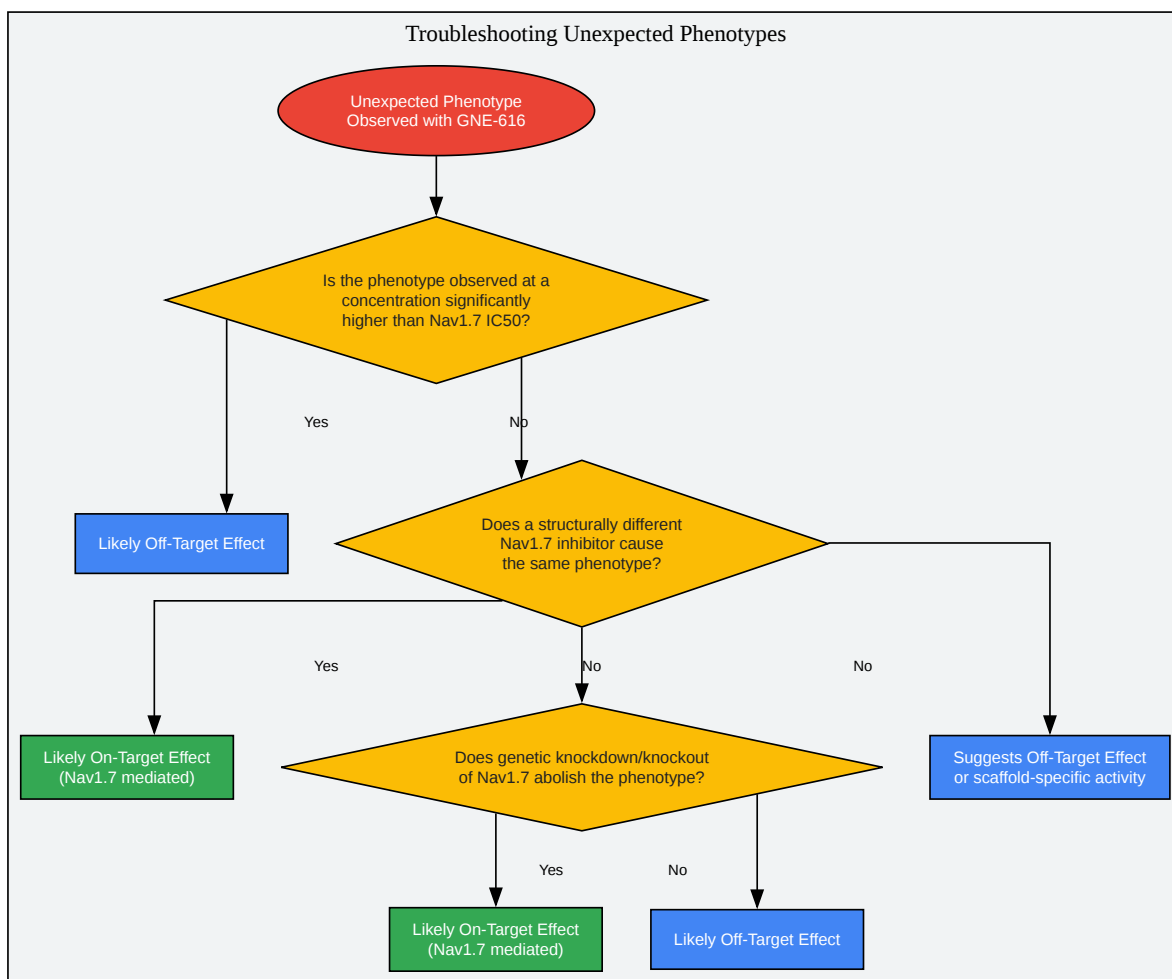 Troubleshooting Unexpected Phenotypes
Unexpected Phenotype
Observed with GNE-616
Is the phenotype observed at a
concentration significantly
higher than Nav1.7 IC50?
Yes
No
Likely Off-Target Effect
Does a structurally different
Nav1.7 inhibitor cause
the same phenotype?
Yes
No
No
Likely On-Target Effect
(Nav1.7 mediated)
Does genetic knockdown/knockout
of Nav1.7 abolish the phenotype?
Suggests Off-Target Effect
or scaffold-specific activity
Yes
No
Likely On-Target Effect
(Nav1.7 mediated)
Likely Off-Target Effect